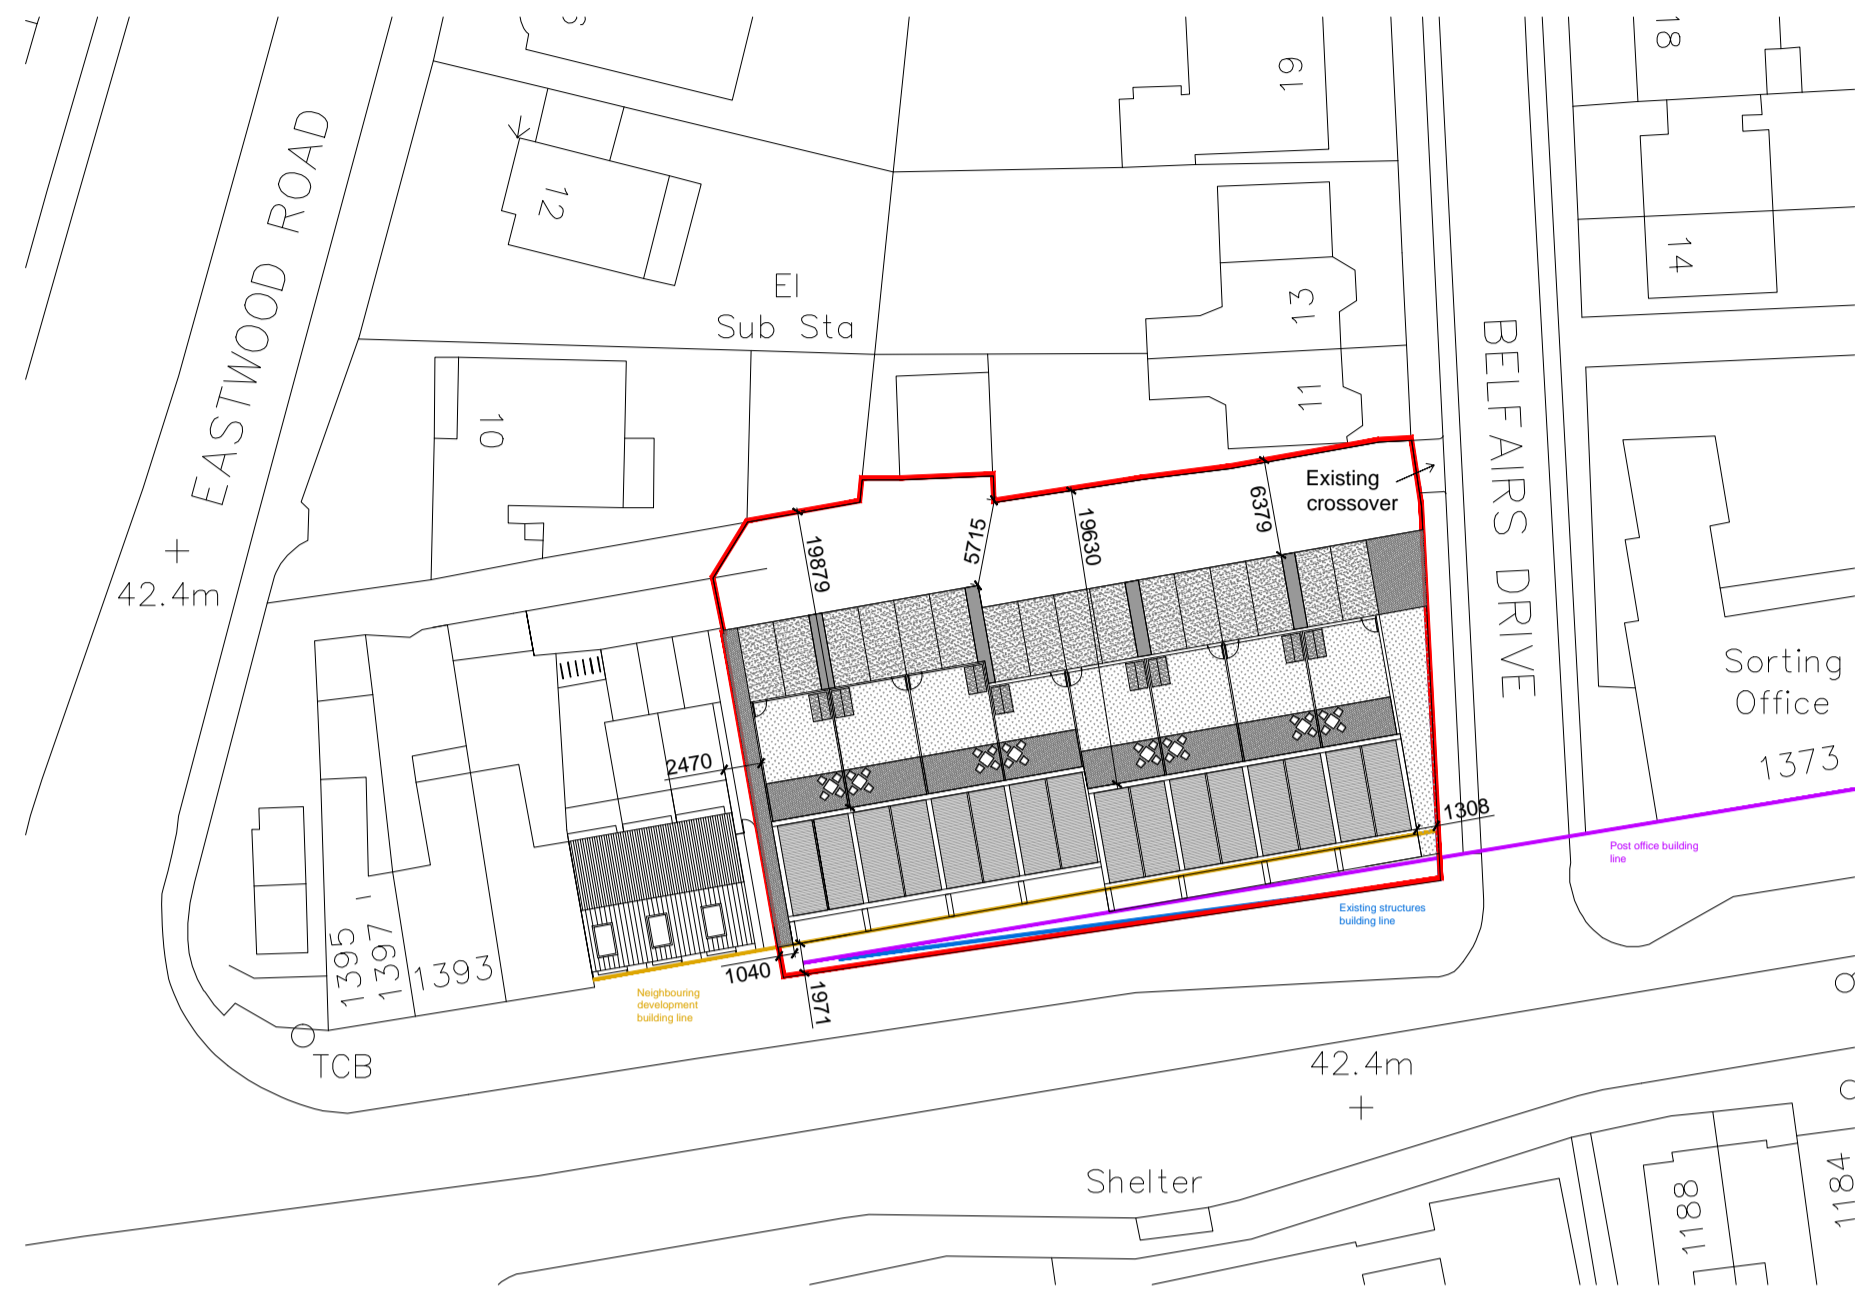 18
19
EASTWOOD ROAD
12
El
Sub Sta
13
14
11
BELFAIRS DRIVE
10
Existing
crossover
6379
19630
5715
19879
42.4m
Sorting
Office
1373
2470
1308
Post office building
line
Existing structures
building line
1395
1397
1393
1040
1971
Neighbouring
development
building line
TCB
42.4m
Shelter
1188
1184